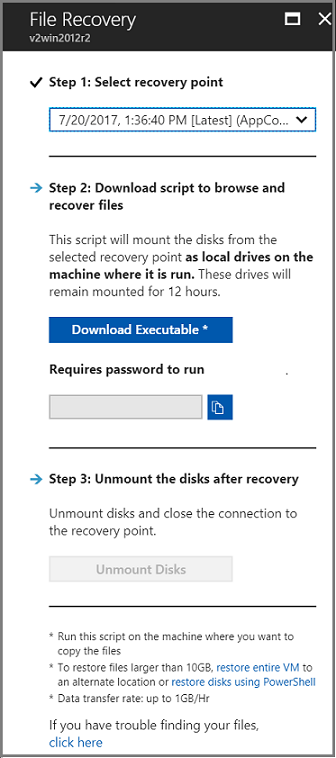 File Recovery
v2win2012r2
Step 1: Select recovery point
7/20/2017, 1:36:40 PM [Latest] (AppCo...
Step 2: Download script to browse and
recover files
This script will mount the disks from the
selected recovery point as local drives on the
machine where it is run. These drives will
remain mounted for 12 hours.
Download Executable *
Requires password to run
Step 3: Unmount the disks after recovery
Unmount disks and close the connection to
the recovery point.
Unmount Disks
* Run this script on the machine where you want to
copy the files
* To restore files larger than 10GB, restore entire VM to
an alternate location or restore disks using PowerShell
* Data transfer rate: up to 1GB/Hr
If you have trouble finding your files,
click here